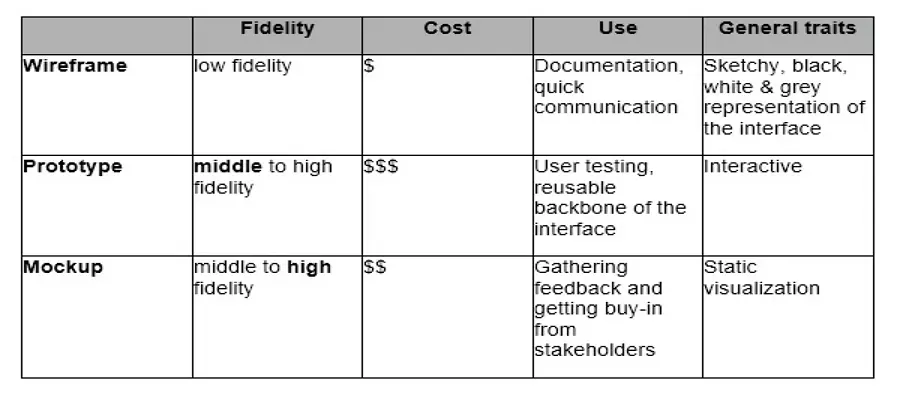 Fidelity Cost Use General traits
Wireframe
low fidelity
$
Documentation,
quick
communication
Sketchy, black,
white & grey
representation of
the interface
Prototype
middle to high
fidelity
$$$
User testing,
reusable
backbone of the
interface
Interactive
Mockup
middle to high
fidelity
$$
Gathering
feedback and
getting buy-in
from
stakeholders
Static
visualization